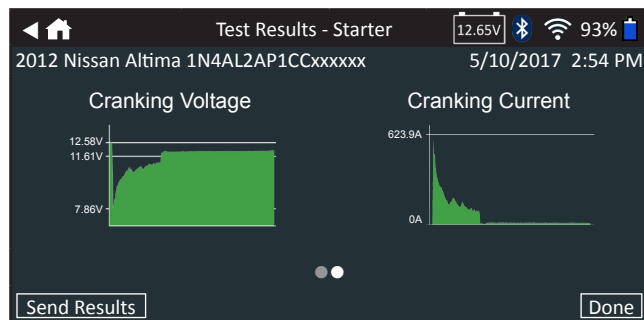 Test Results - Starter 12.65V 93%
2012 Nissan Altima 1N4AL2AP1CCxxxxxx 5/10/2017 2:54 PM
Cranking Voltage Cranking Current
12.58V 623.9A
11.61V
7.86V 0A
Send Results Done